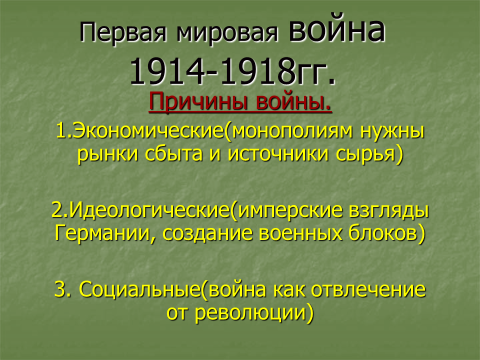 Первая мировая война
1914-1918гг.
Причины войны.
1.Экономические(монополиям нужны
рынки сбыта и источники сырья)
2.Идеологические(имперские взгляды
Германии, создание военных блоков)
3. Социальные(война как отвлечение
от революции)